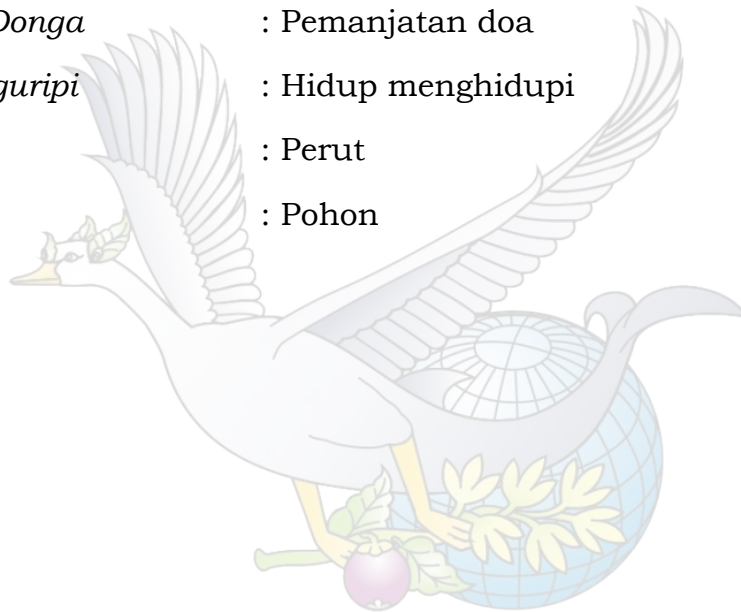 Donga : Pemanjatan doa
guripi : Hidup menghidupi
: Perut
: Pohon